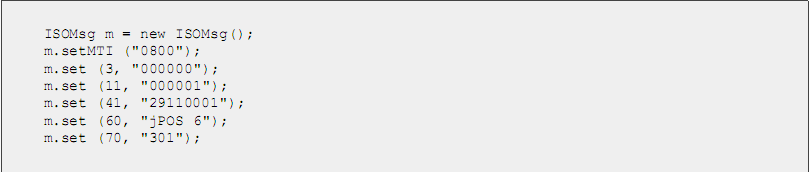 ISOMsg m = new ISOMsg();
m.setMTI ("0800");
m.set (3, "000000");
m.set (11, "000001");
m.set (41, "29110001");
m.set (60, "jPOS 6");
m.set (70, "301");